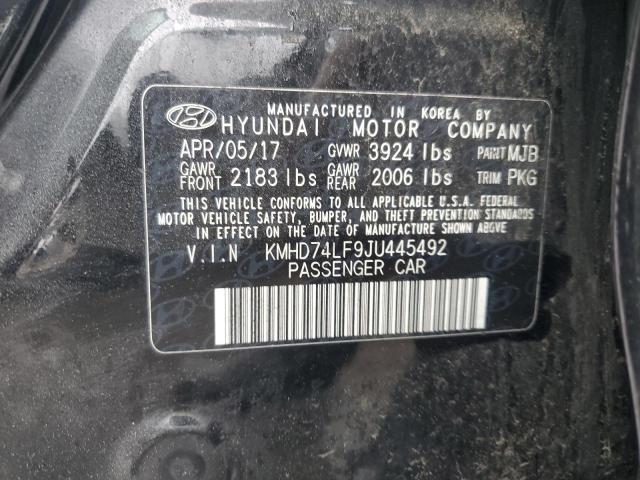 MANUFACTURED IN KOREA BY
HYUNDAI MOTOR COMPANY
APR/05/17 GVWR 3924 lbs PAINT MJB
GAWR FRONT 2183 lbs GAWR REAR 2006 lbs TRIM PKG
THIS VEHICLE CONFORMS TO ALL APPLICABLE U.S.A. FEDERAL
MOTOR VEHICLE SAFETY, BUMPER, AND THEFT PREVENTION STANDARDS
IN EFFECT ON THE DATE OF MANUFACTURE SHOWN ABOVE
V.I.N KMHD74LF9JU445492
PASSENGER CAR